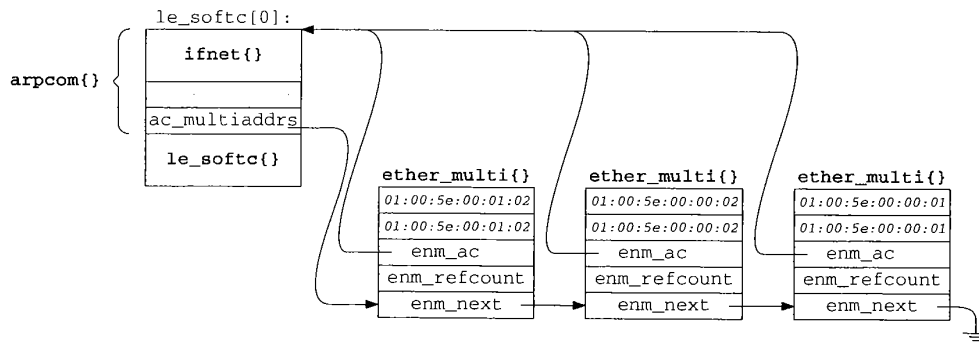 le_softc[0]:
ifnet{}
arpcom{}
ac_multiaddrs
le_softc{}
ether_multi{} ether_multi{} ether_multi{}
01:00:5e:00:01:02 01:00:5e:00:00:02 01:00:5e:00:00:01
01:00:5e:00:01:02 01:00:5e:00:00:02 01:00:5e:00:00:01
enm_ac enm_ac enm_ac
enm_refcount enm_refcount enm_refcount
enm_next enm_next enm_next